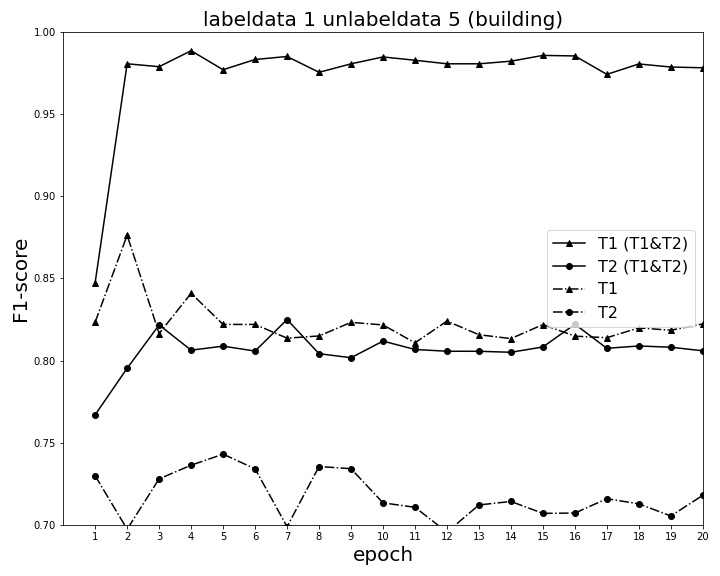 labeldata 1 unlabeldata 5 (building)
1.00
0.95
0.90
0.85
0.80
0.75
0.70
F1-score
T1 (T1&T2)
T2 (T1&T2)
T1
T2
1 2 3 4 5 6 7 8 9 10 11 12 13 14 15 16 17 18 19 20
epoch